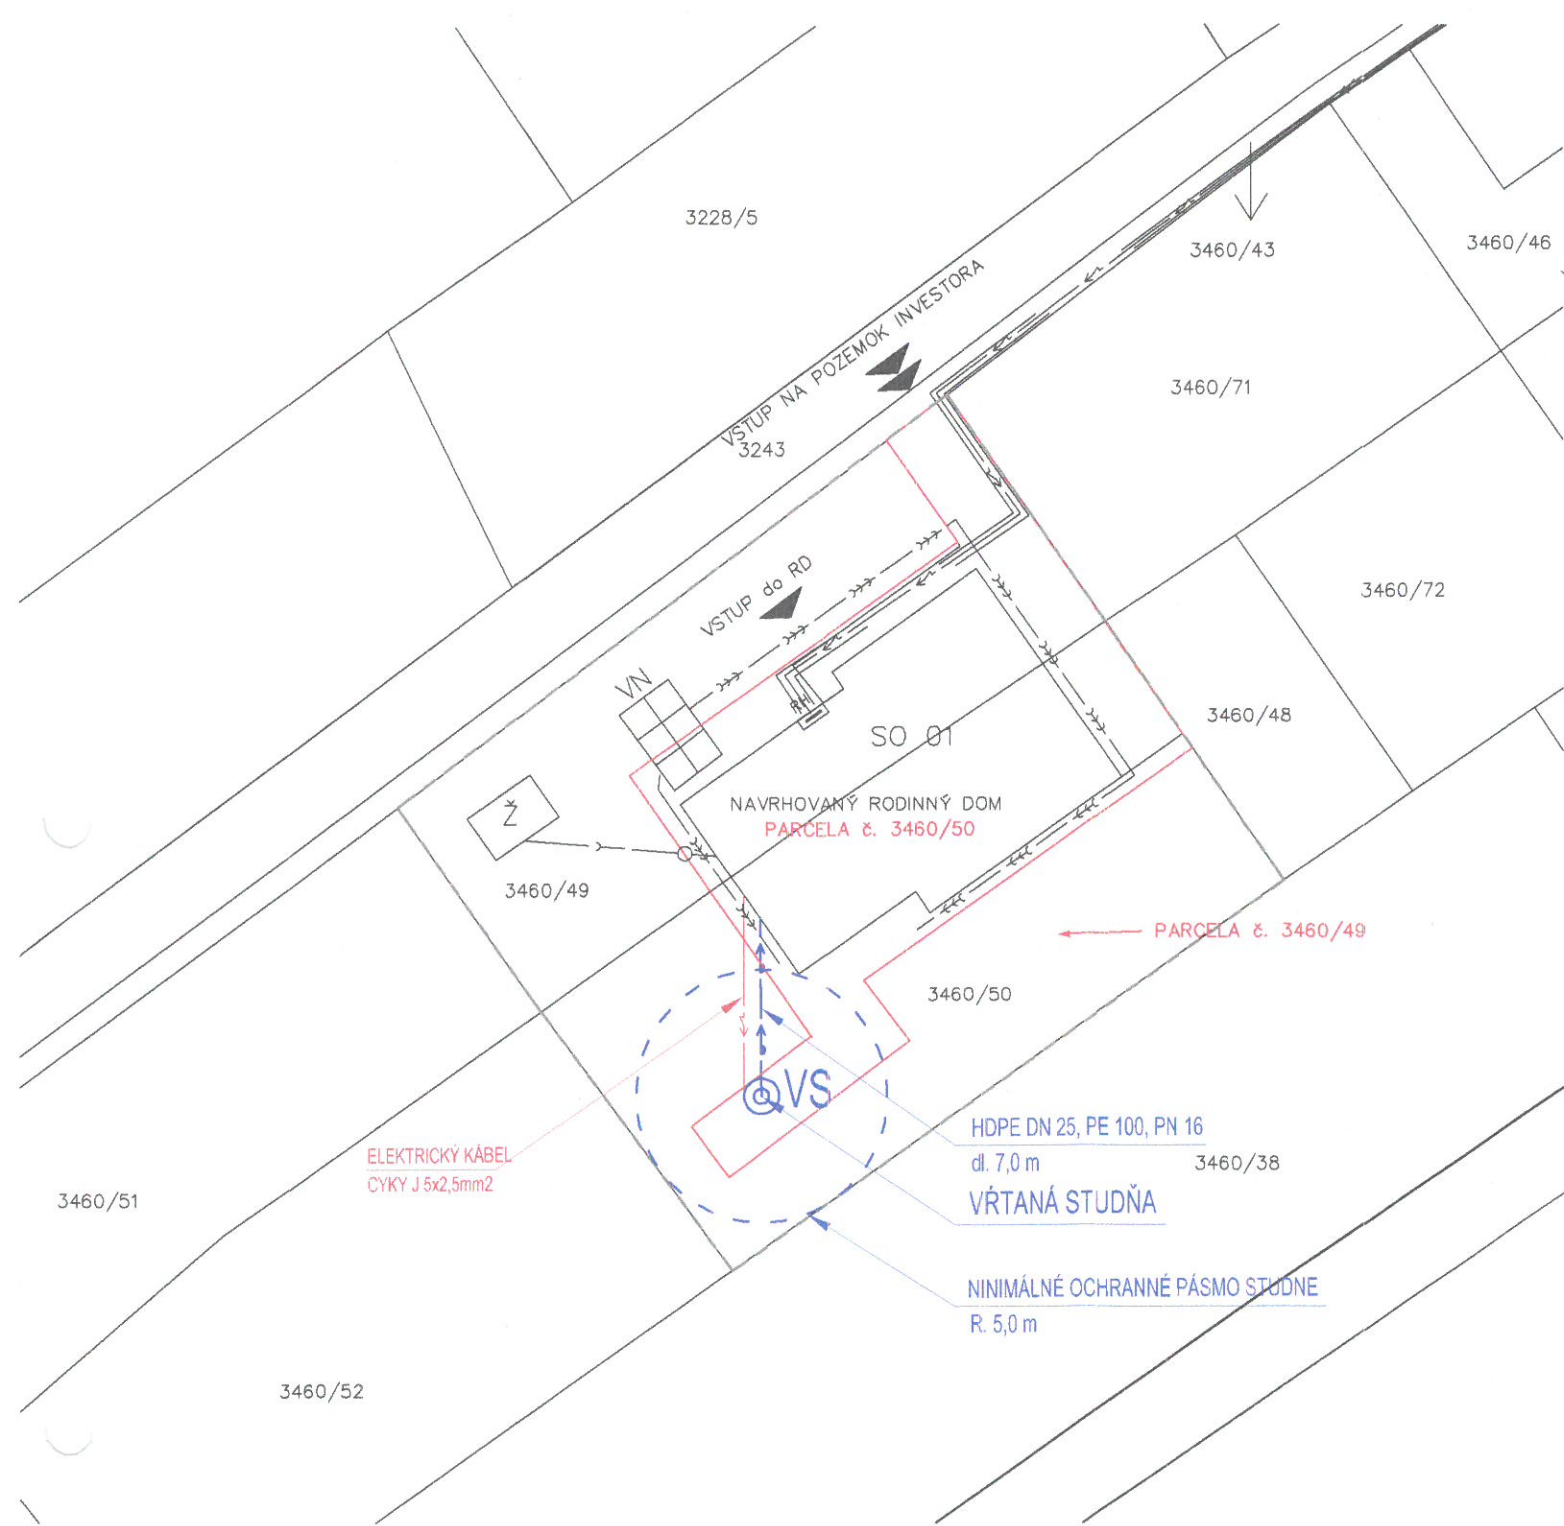 3228/5
3460/43
3460/46
VSTUP NA POZEMOK INVESTORA
3243
3460/71
VSTUP do RD
3460/72
VN
RH
SO 01
3460/48
NAVRHOVANÝ RODINNÝ DOM
PARCELA č. 3460/50
Ž
3460/49
PARCELA č. 3460/49
3460/50
VS
HDPE DN 25, PE 100, PN 16
dl. 7,0 m
ELEKTRICKÝ KÁBEL
CYKY J 5x2,5mm2
3460/38
3460/51
VŔTANÁ STUDŇA
NINIMÁLNÉ OCHRANNÉ PÁSMO STUDNE
R. 5,0 m
3460/52